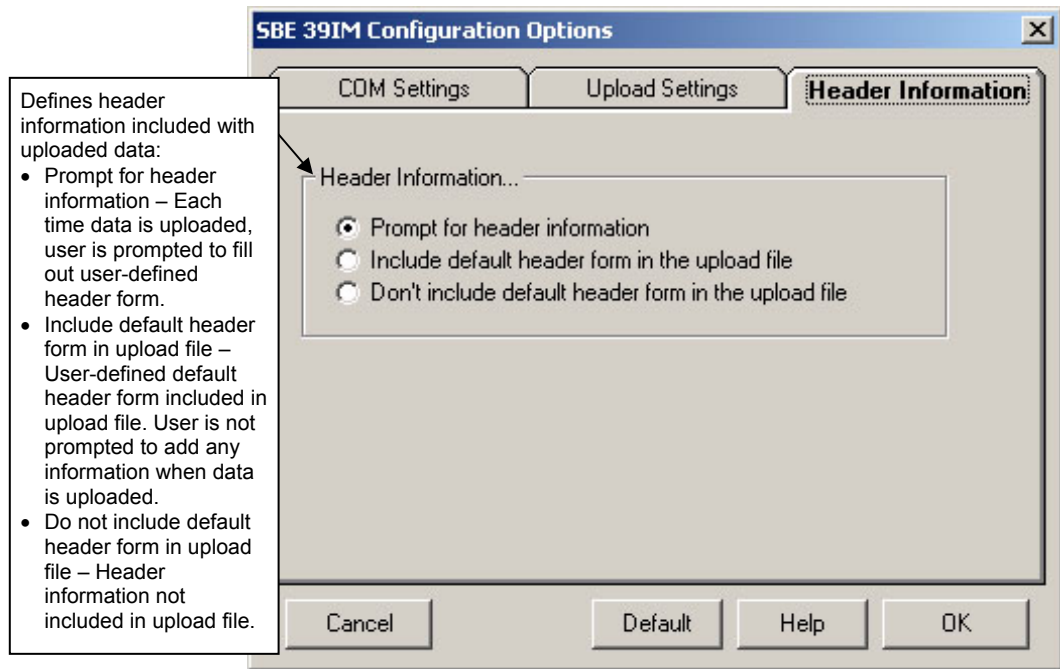 SBE 39IM Configuration Options
COM Settings
Upload Settings
Header Information
Defines header
information included with
uploaded data:
• Prompt for header
information – Each
time data is uploaded,
user is prompted to fill
out user-defined
header form.
• Include default header
form in upload file –
User-defined default
header form included in
upload file. User is not
prompted to add any
information when data
is uploaded.
• Do not include default
header form in upload
file – Header
information not
included in upload file.
Header Information...
Prompt for header information
Include default header form in the upload file
Don't include default header form in the upload file
Cancel
Default
Help
OK